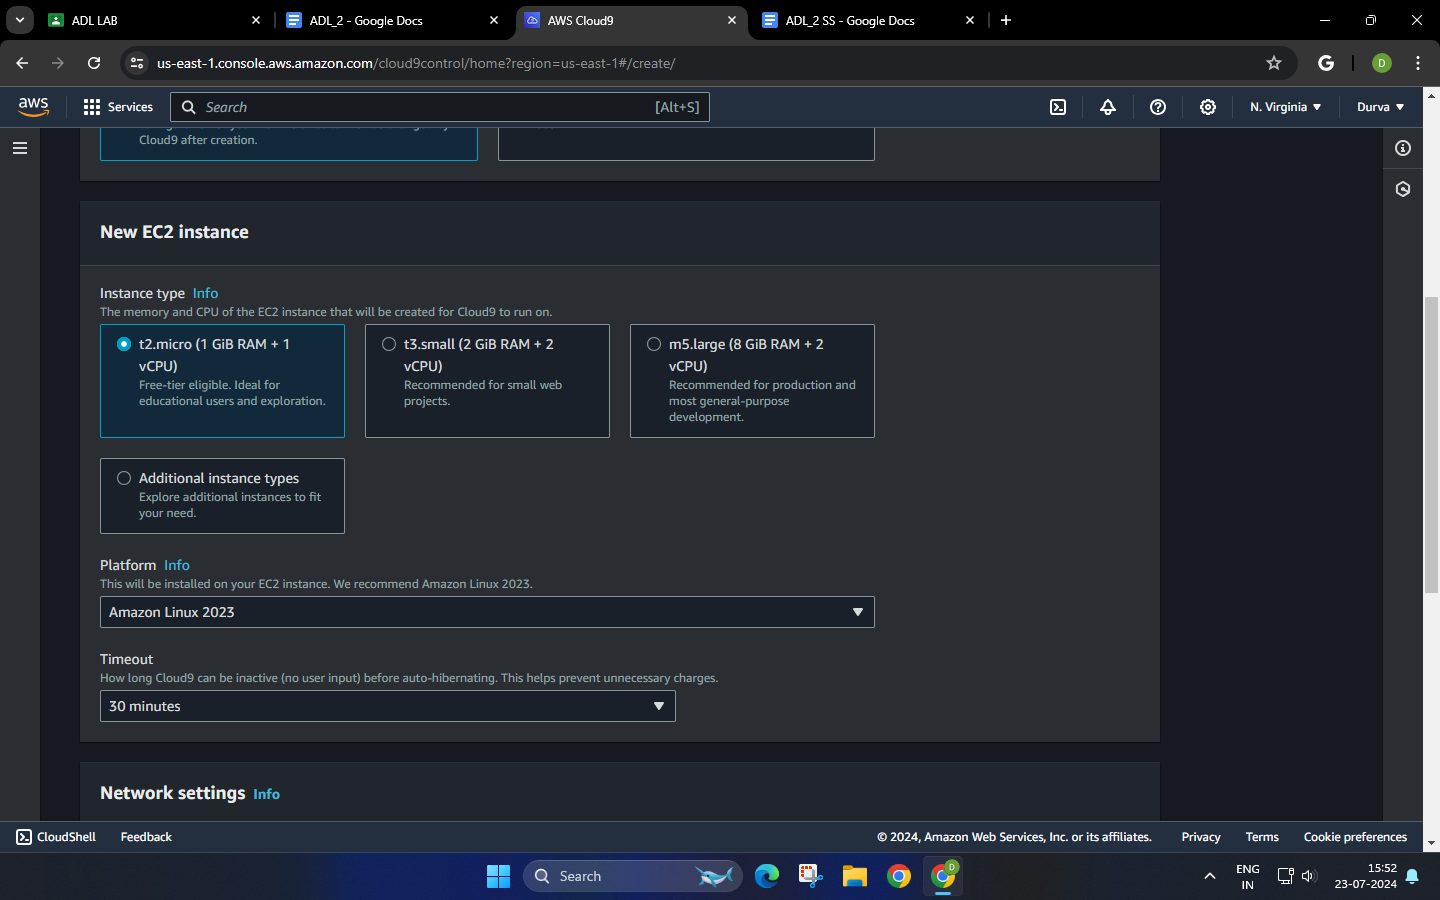 ADL LAB
ADL_2 - Google Docs
AWS Cloud9
ADL_2 SS - Google Docs
us-east-1.console.aws.amazon.com/cloud9control/home?region=us-east-1#/create/
D
aws
Services
Search
[Alt+S]
N. Virginia
Durva
Cloud9 after creation.
New EC2 instance
Instance type Info
The memory and CPU of the EC2 instance that will be created for Cloud9 to run on.
t2.micro (1 GiB RAM + 1
vCPU)
Free-tier eligible. Ideal for
educational users and exploration.
t3.small (2 GiB RAM + 2
vCPU)
Recommended for small web
projects.
m5.large (8 GiB RAM + 2
vCPU)
Recommended for production and
most general-purpose
development.
Additional instance types
Explore additional instances to fit
your need.
Platform Info
This will be installed on your EC2 instance. We recommend Amazon Linux 2023.
Amazon Linux 2023
Timeout
How long Cloud9 can be inactive (no user input) before auto-hibernating. This helps prevent unnecessary charges.
30 minutes
Network settings Info
CloudShell
Feedback
© 2024, Amazon Web Services, Inc. or its affiliates.
Privacy
Terms
Cookie preferences
Search
D
ENG
IN
15:52
23-07-2024